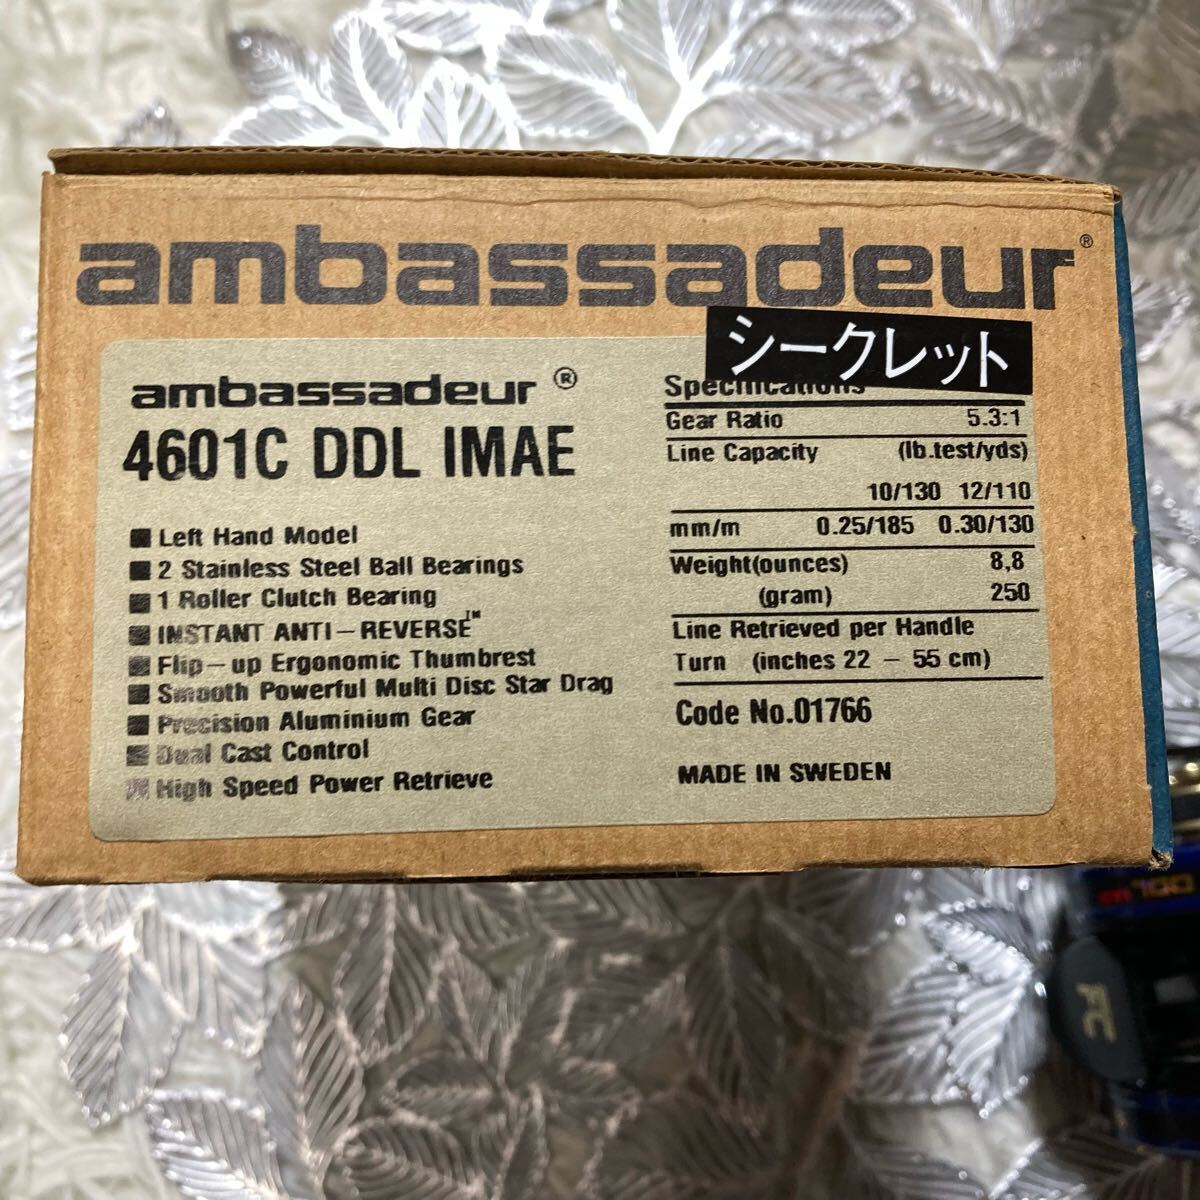 ambassadeur®
シークレット
ambassadeur®
4601C DDL IMAE
■ Left Hand Model
■ 2 Stainless Steel Ball Bearings
■ 1 Roller Clutch Bearing
■ INSTANT ANTI-REVERSE™
■ Flip-up Ergonomic Thumbrest
■ Smooth Powerful Multi Disc Star Drag
■ Precision Aluminium Gear
■ Dual Cast Control
■ High Speed Power Retrieve
Specifications
Gear Ratio 5.3:1
Line Capacity (lb.test/yds)
10/130 12/110
mm/m 0.25/185 0.30/130
Weight(ounces) 8,8
(gram) 250
Line Retrieved per Handle
Turn (inches 22 - 55 cm)
Code No.01766
MADE IN SWEDEN
FC